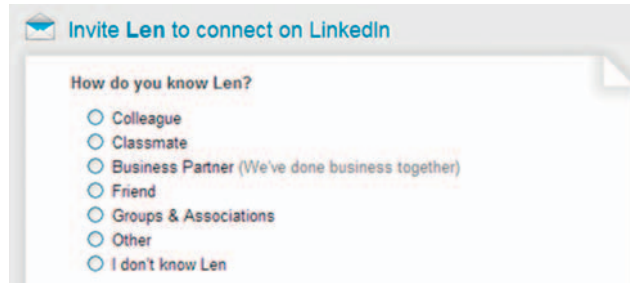 Invite Len to connect on LinkedIn
How do you know Len?
Colleague
Classmate
Business Partner (We've done business together)
Friend
Groups & Associations
Other
I don't know Len